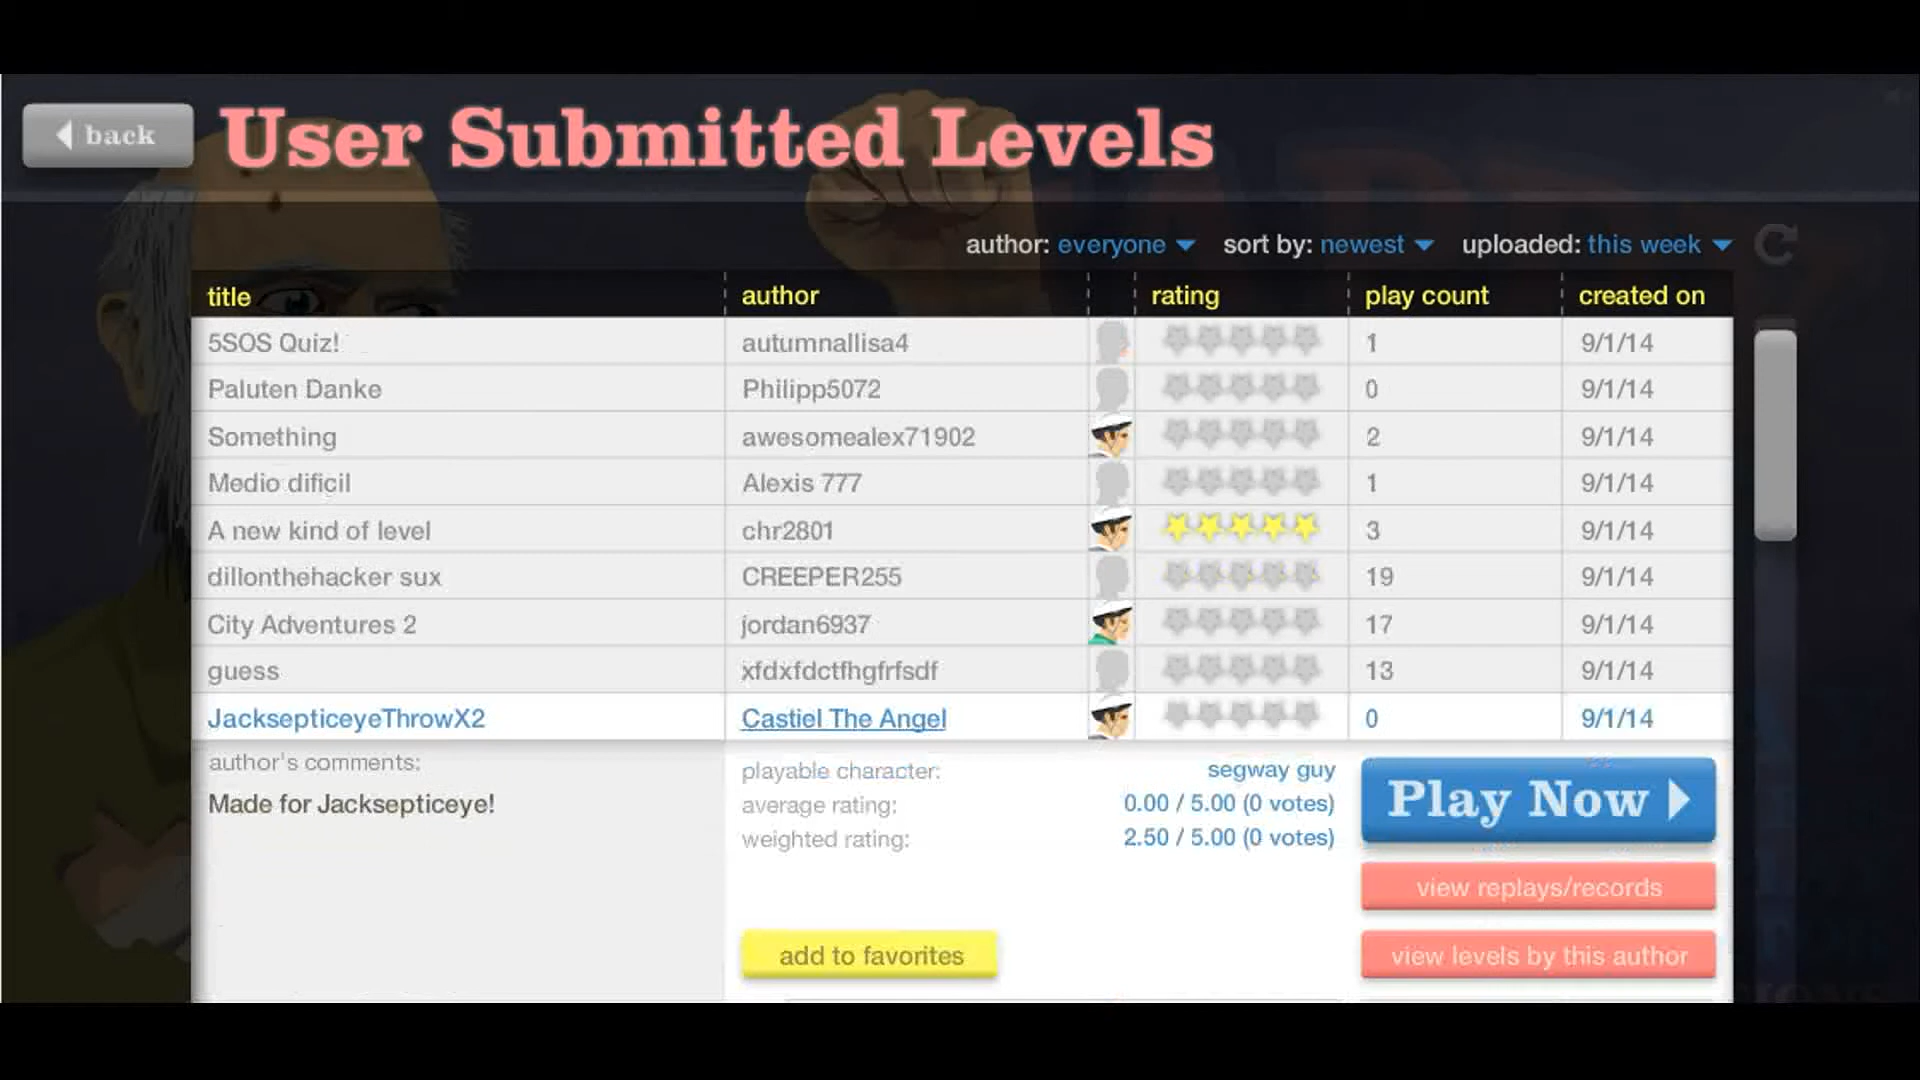 back
User Submitted Levels
author: everyone sort by: newest uploaded: this week
title author rating play count created on
5SOS Quiz! autumnallisa4 1 9/1/14
Paluten Danke Philipp5072 0 9/1/14
Something awesomealex71902 2 9/1/14
Medio dificil Alexis 777 1 9/1/14
A new kind of level chr2801 3 9/1/14
dillonthehacker sux CREEPER255 19 9/1/14
City Adventures 2 jordan6937 17 9/1/14
guess xfdxfdctfhgfrfsdf 13 9/1/14
JacksepticeyeThrowX2 Castiel The Angel 0 9/1/14
author's comments:
Made for Jacksepticeye!
playable character: segway guy
average rating: 0.00 / 5.00 (0 votes)
weighted rating: 2.50 / 5.00 (0 votes)
Play Now
view replays/records
add to favorites
view levels by this author